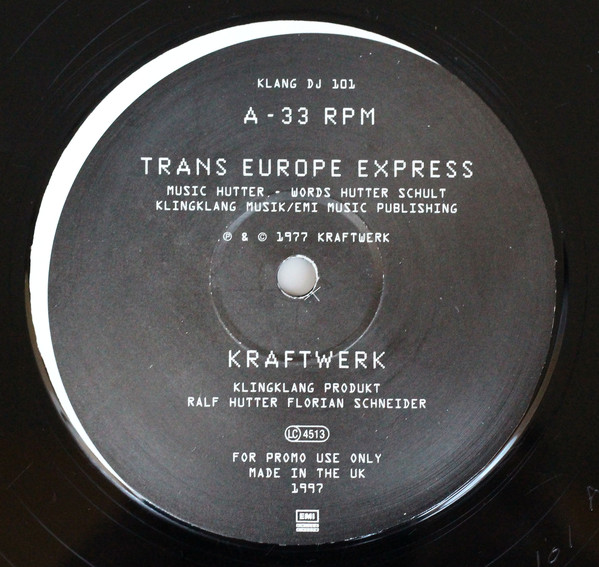 KLANG DJ 101
A-33 RPM
TRANS EUROPE EXPRESS
MUSIC HUTTER - WORDS HUTTER SCHULT
KLINGKLANG MUSIK/EMI MUSIC PUBLISHING
℗ & © 1977 KRAFTWERK
KRAFTWERK
KLINGKLANG PRODUKT
RALF HUTTER FLORIAN SCHNEIDER
LC 4513
FOR PROMO USE ONLY
MADE IN THE UK
1997
EMI